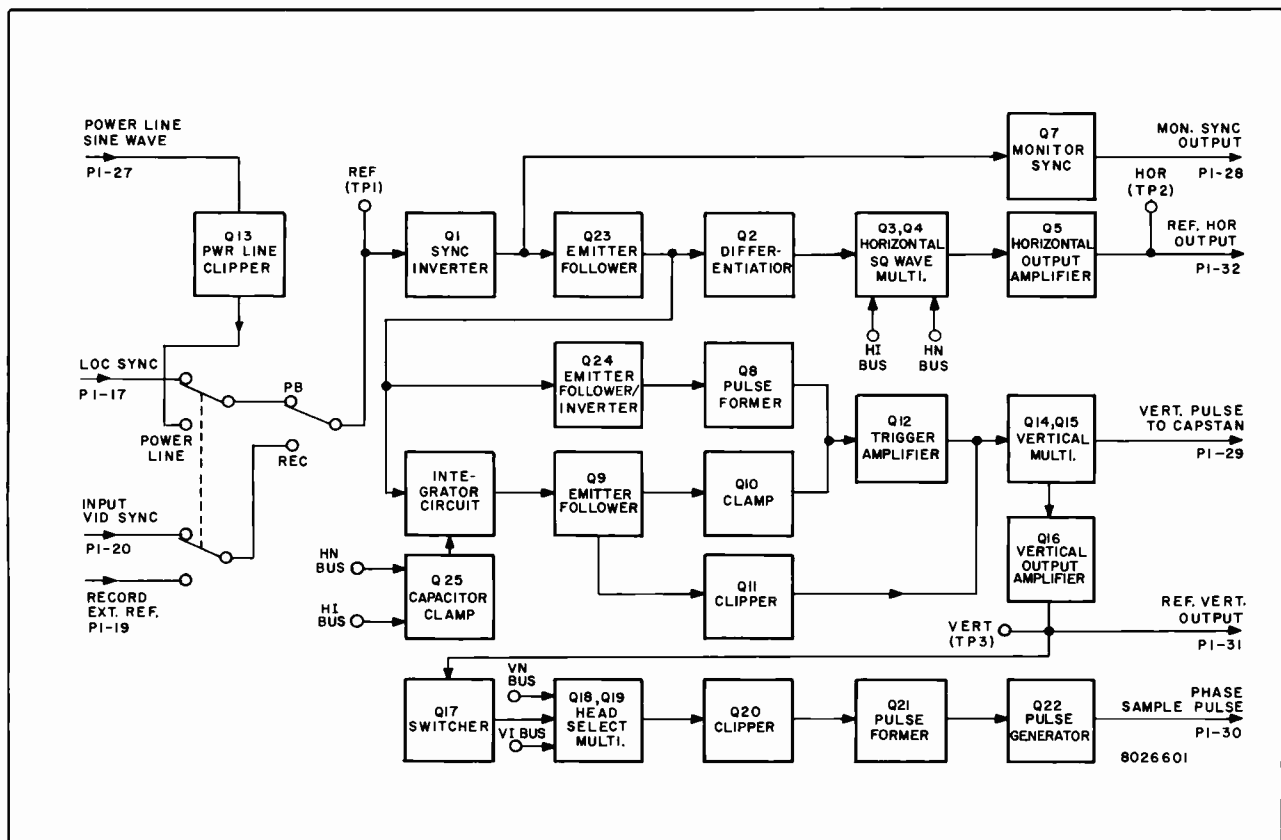 POWER LINE
SINE WAVE
P1-27
Q13
PWR LINE
CLIPPER
LOC SYNC
P1-17
POWER
LINE
PB
REC
INPUT
VID SYNC
P1-20
RECORD
EXT. REF.
P1-19
REF
(TP1)
Q1
SYNC
INVERTER
Q23
EMITTER
FOLLOWER
Q2
DIFFER-
ENTIATIOR
Q3, Q4
HORIZONTAL
SQ WAVE
MULTI.
HI
BUS
HN
BUS
Q7
MONITOR
SYNC
MON. SYNC
OUTPUT
P1-28
Q5
HORIZONTAL
OUTPUT
AMPLIFIER
HOR
(TP2)
REF. HOR
OUTPUT
P1-32
Q24
EMITTER
FOLLOWER/
INVERTER
Q8
PULSE
FORMER
INTE-
GRATOR
CIRCUIT
Q9
EMITTER
FOLLOWER
Q10
CLAMP
Q12
TRIGGER
AMPLIFIER
Q14, Q15
VERTICAL
MULTI.
VERT. PULSE
TO CAPSTAN
P1-29
HN
BUS
HI
BUS
Q25
CAPACITOR
CLAMP
Q11
CLIPPER
Q16
VERTICAL
OUTPUT
AMPLIFIER
VERT
(TP3)
REF. VERT.
OUTPUT
P1-31
Q17
SWITCHER
VN
BUS
VI BUS
Q18, Q19
HEAD
SELECT
MULTI.
Q20
CLIPPER
Q21
PULSE
FORMER
Q22
PULSE
GENERATOR
PHASE
SAMPLE PULSE
P1-30
8026601